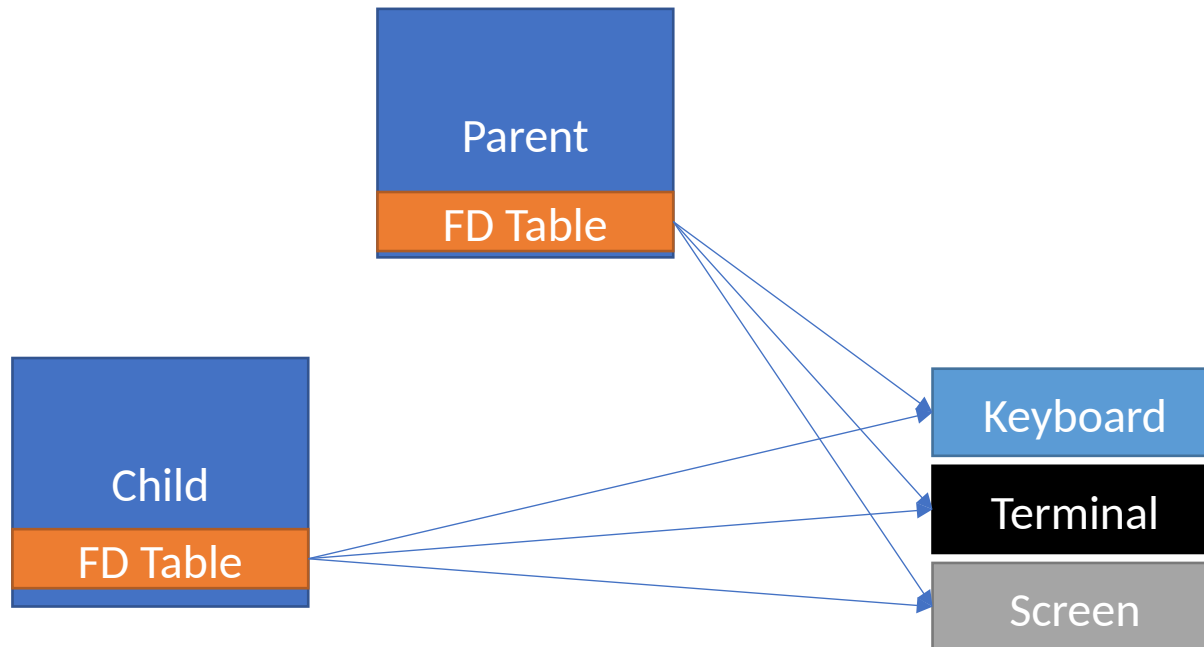 Parent
FD Table
Child
FD Table
Keyboard
Terminal
Screen